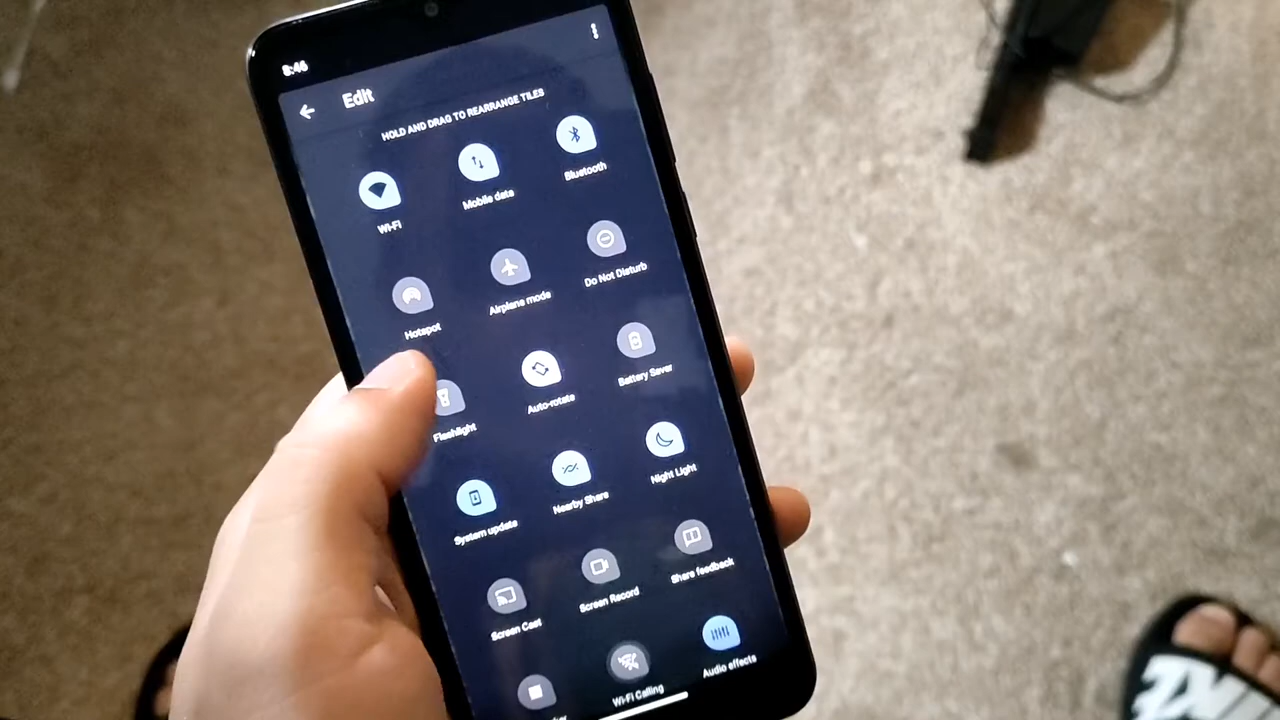 8:46
Edit
HOLD AND DRAG TO REARRANGE TILES
Wi-Fi
Mobile data
Bluetooth
Hotspot
Airplane mode
Do Not Disturb
Flashlight
Auto-rotate
Battery Saver
System update
Nearby Share
Night Light
Screen Cast
Screen Record
Share feedback
Wi-Fi Calling
Audio effects